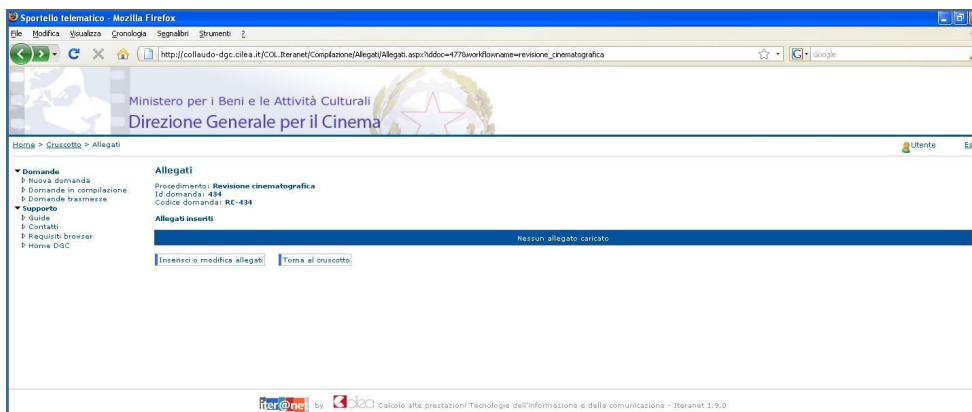 Sportello telematico - Mozilla Firefox
File Modifica Visualizza Cronologia Segnalibri Strumenti ?
http://collaudo-dgc.cilea.it/COL.Iteranet/Compilazione/Allegati/Allegati.aspx?iddoc=477&workflowname=revisione_cinematografica
G Google
Ministero per i Beni e le Attività Culturali
Direzione Generale per il Cinema
Home > Cruscotto > Allegati
Utente
Domande
Nuova domanda
Domande in compilazione
Domande trasmesse
Supporto
Guide
Contatti
Requisiti browser
Home DGC
Allegati
Procedimento: Revisione cinematografica
Id domanda: 434
Codice domanda: RC-434
Allegati inseriti
Nessun allegato caricato
Inserisci o modifica allegati Torna al cruscotto
iter@net by cilea Calcolo alte prestazioni Tecnologie dell'informazione e della comunicazione - Iteranet 1.9.0